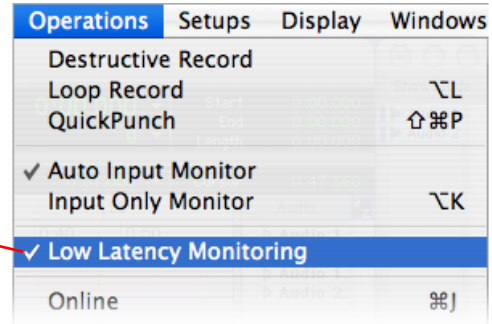 Operations Setups Display Windows
Destructive Record
Loop Record ⌥L
QuickPunch ⇧⌘P
✓ Auto Input Monitor
Input Only Monitor ⌥K
✓ Low Latency Monitoring
Online ⌘J